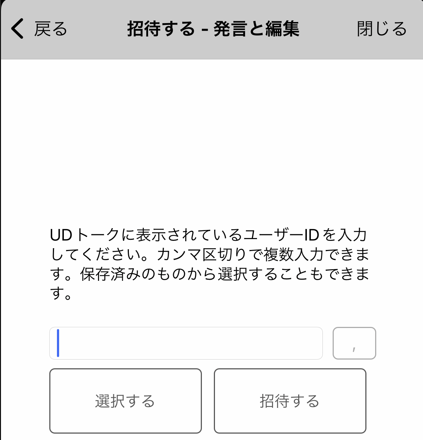 戻る 招待する - 発言と編集 閉じる
UDトークに表示されているユーザーIDを入力
してください。カンマ区切りで複数入力できま
す。保存済みのものから選択することもできま
す。
,
選択する 招待する